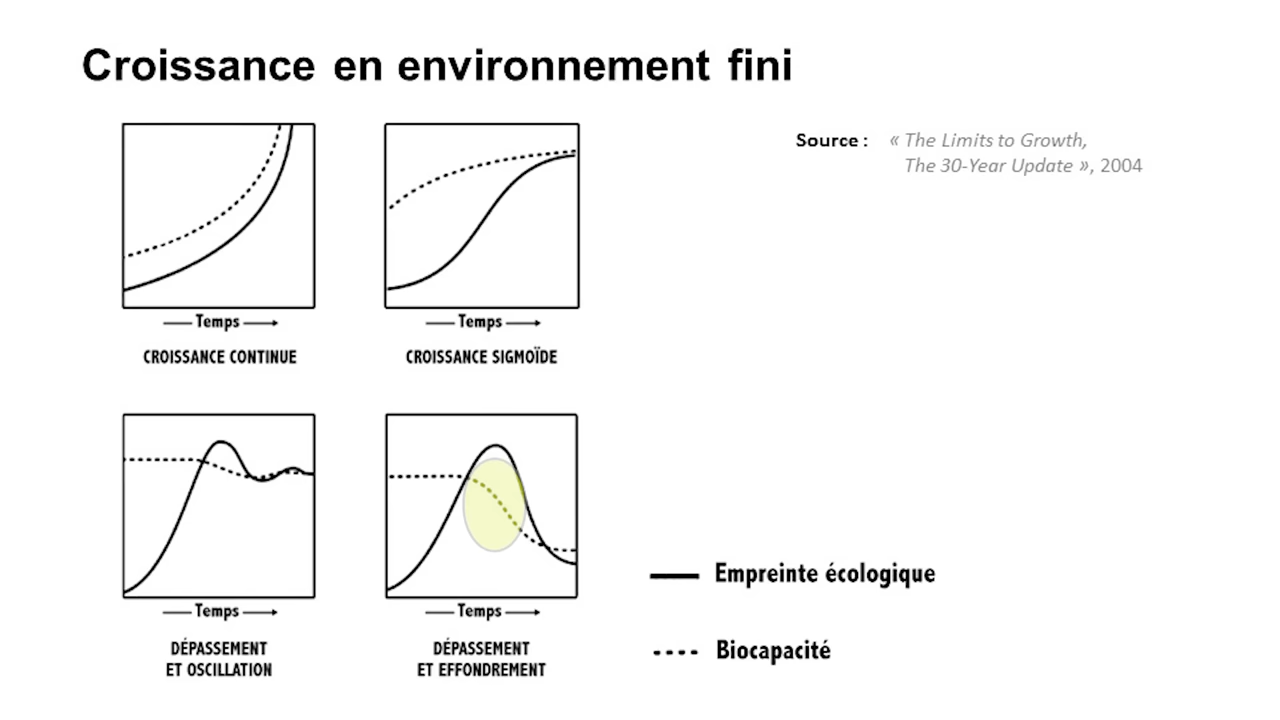 Croissance en environnement fini
Source : « The Limits to Growth,
The 30-Year Update », 2004
Temps
CROISSANCE CONTINUE
Temps
CROISSANCE SIGMOÏDE
Temps
DÉPASSEMENT
ET OSCILLATION
Temps
DÉPASSEMENT
ET EFFONDREMENT
Empreinte écologique
Biocapacité